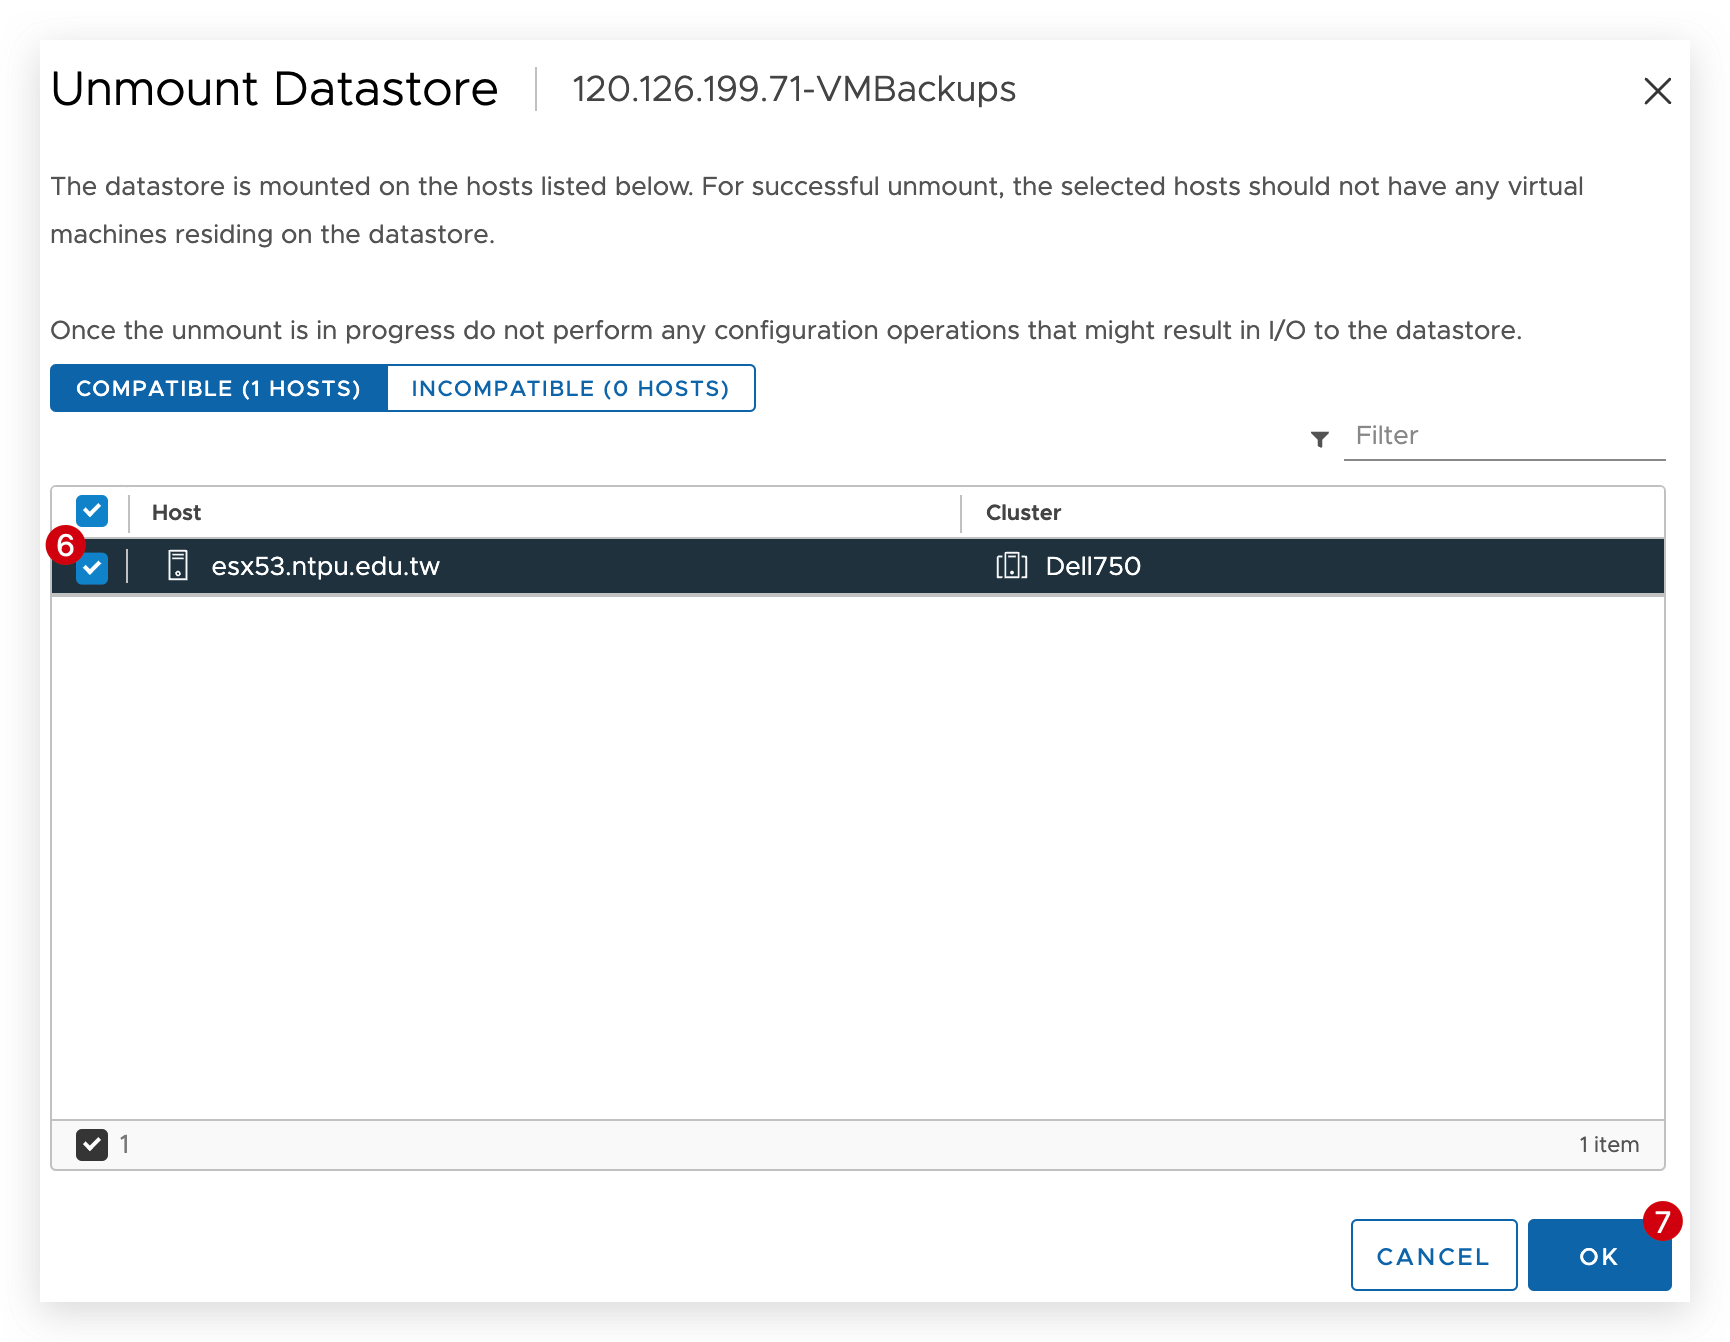 Unmount Datastore
120.126.199.71-VMBackups
The datastore is mounted on the hosts listed below. For successful unmount, the selected hosts should not have any virtual
machines residing on the datastore.
Once the unmount is in progress do not perform any configuration operations that might result in I/O to the datastore.
COMPATIBLE (1 HOSTS)
INCOMPATIBLE (0 HOSTS)
Filter
Host
Cluster
6
esx53.ntpu.edu.tw
Dell750
1
1 item
7
CANCEL
OK